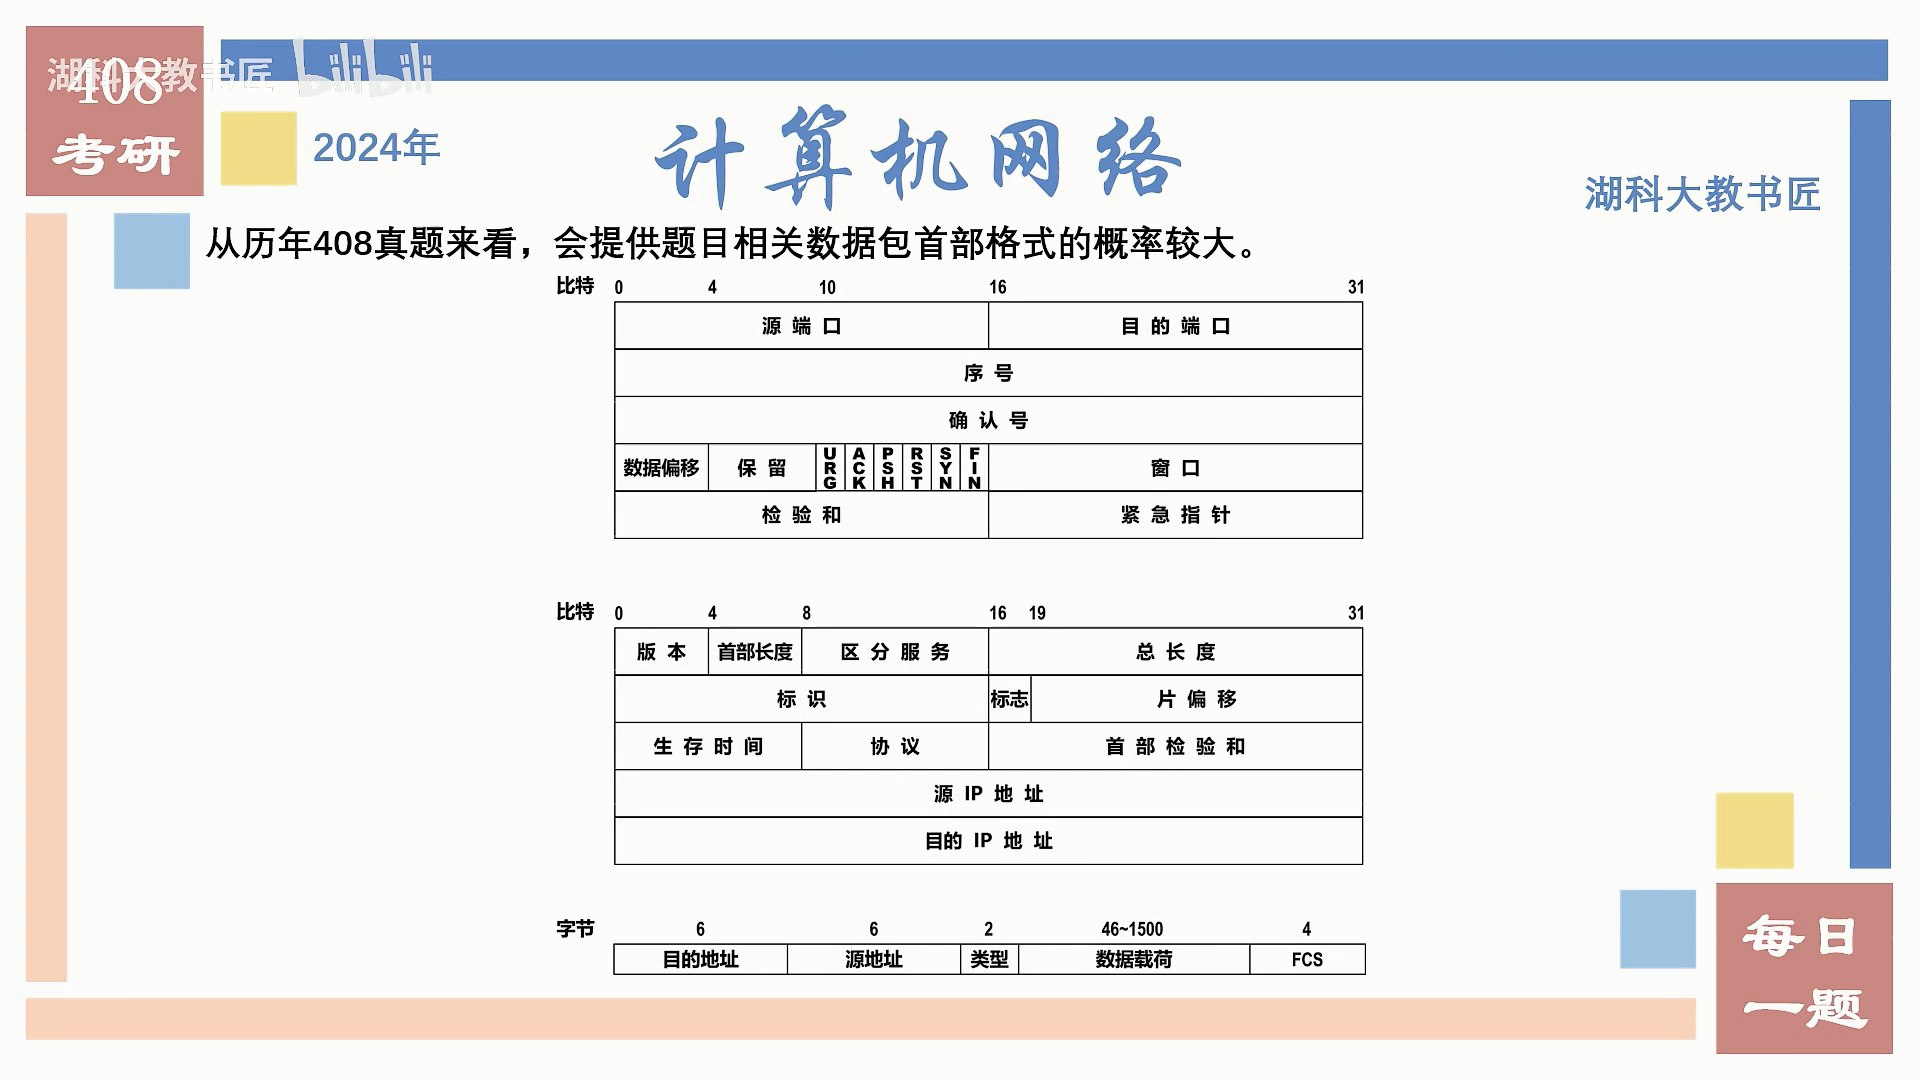 408
湖科大教书匠 bilibili
考研
2024年
计算机网络
湖科大教书匠
从历年408真题来看，会提供题目相关数据包首部格式的概率较大。
比特 0 4 10 16 31
源端口 目的端口
序号
确认号
数据偏移 保留 URG ACK PSH RST SYN FIN 窗口
检验和 紧急指针
比特 0 4 8 16 19 31
版本 首部长度 区分服务 总长度
标识 标志 片偏移
生存时间 协议 首部检验和
源 IP 地址
目的 IP 地址
字节 6 6 2 46~1500 4
目的地址 源地址 类型 数据载荷 FCS
每日
一题